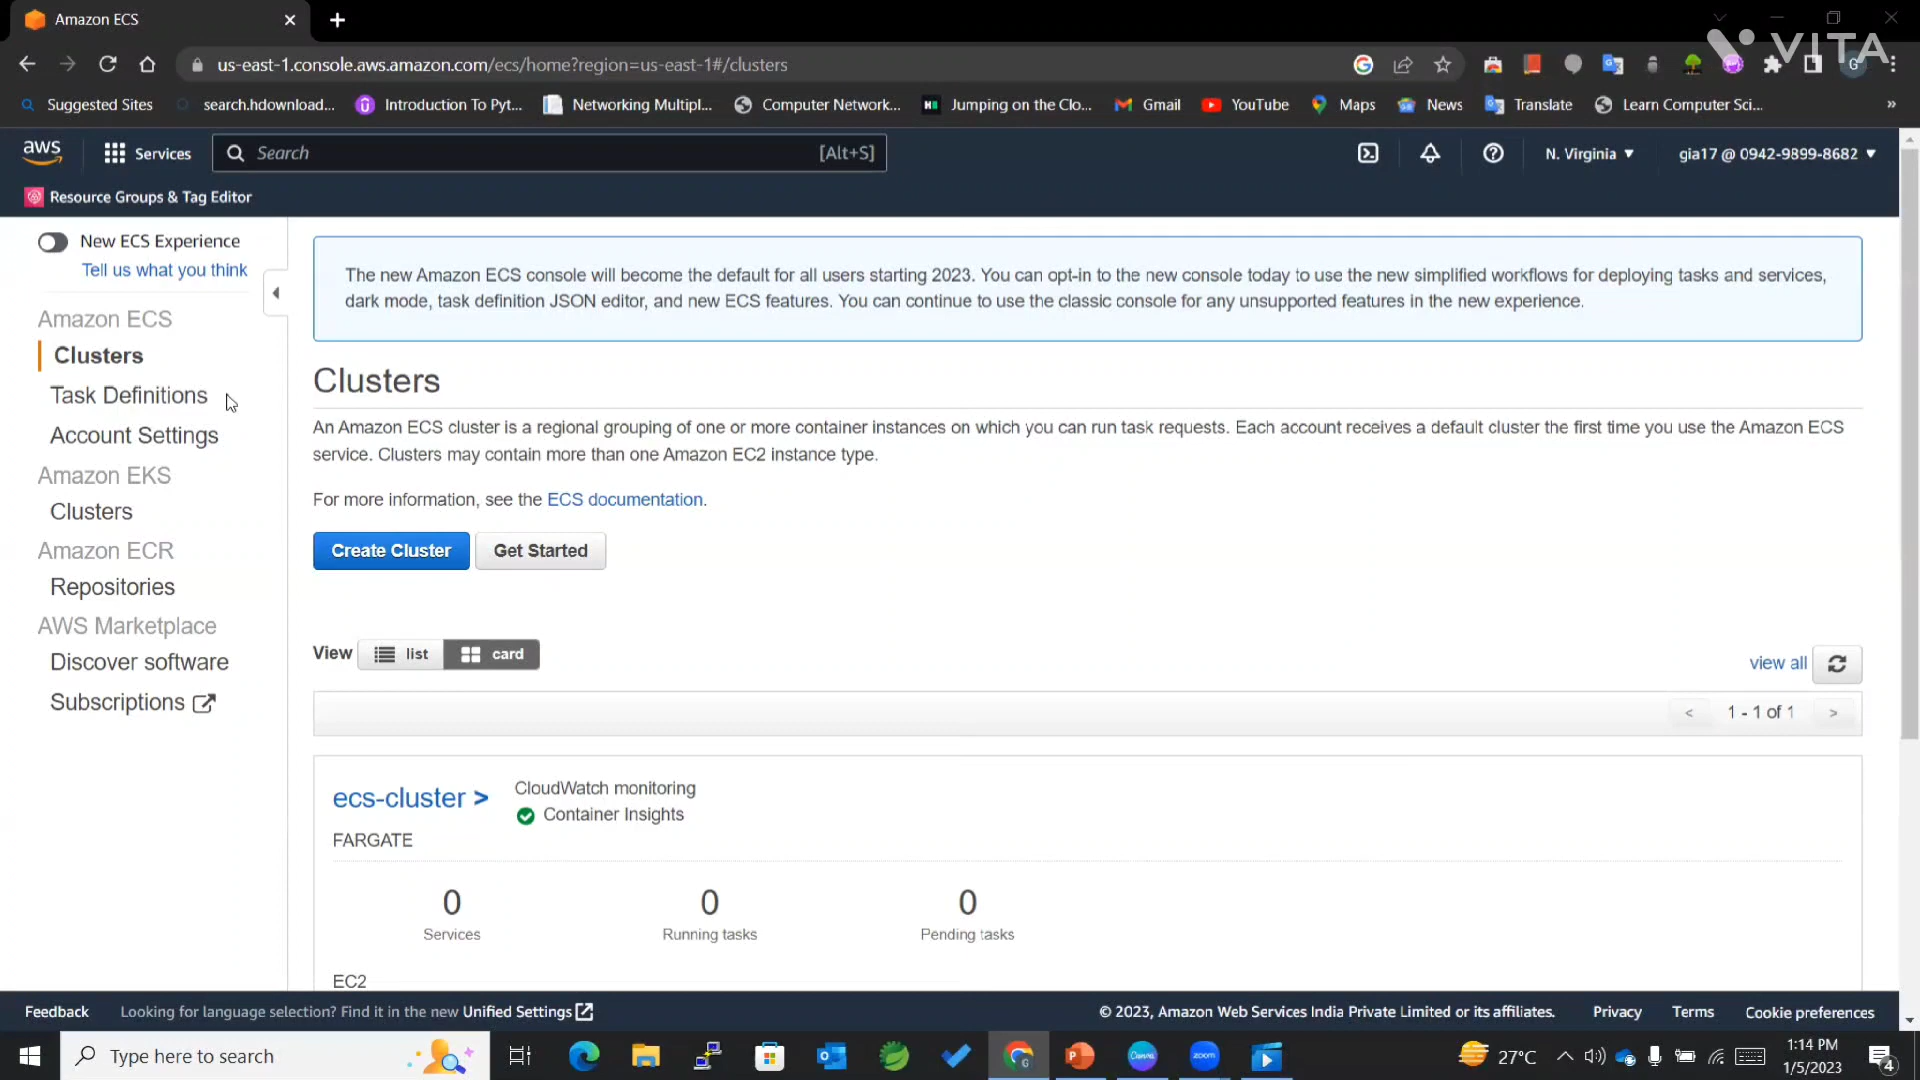 Amazon ECS
VITA
us-east-1.console.aws.amazon.com/ecs/home?region=us-east-1#/clusters
G
Suggested Sites
search.hdownload...
Introduction To Pyt...
Networking Multipl...
Computer Network...
Jumping on the Clo...
Gmail
YouTube
Maps
News
Translate
Learn Computer Sci...
»
aws
Services
Search
[Alt+S]
N. Virginia
gia17 @ 0942-9899-8682
Resource Groups & Tag Editor
New ECS Experience
Tell us what you think
Amazon ECS
Clusters
Task Definitions
Account Settings
Amazon EKS
Clusters
Amazon ECR
Repositories
AWS Marketplace
Discover software
Subscriptions
The new Amazon ECS console will become the default for all users starting 2023. You can opt-in to the new console today to use the new simplified workflows for deploying tasks and services,
dark mode, task definition JSON editor, and new ECS features. You can continue to use the classic console for any unsupported features in the new experience.
Clusters
An Amazon ECS cluster is a regional grouping of one or more container instances on which you can run task requests. Each account receives a default cluster the first time you use the Amazon ECS
service. Clusters may contain more than one Amazon EC2 instance type.
For more information, see the ECS documentation.
Create Cluster
Get Started
View
list
card
view all
< 1 - 1 of 1 >
ecs-cluster >
CloudWatch monitoring
Container Insights
FARGATE
0
0
0
Services
Running tasks
Pending tasks
EC2
Feedback
Looking for language selection? Find it in the new Unified Settings
© 2023, Amazon Web Services India Private Limited or its affiliates.
Privacy
Terms
Cookie preferences
Type here to search
Canva
zoom
27°C
1:14 PM
1/5/2023
4